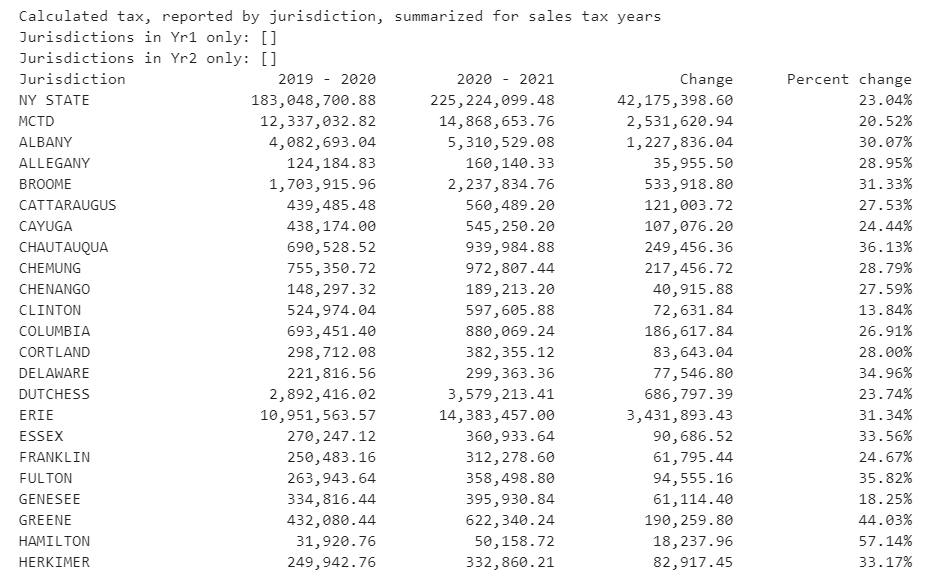 Calculated tax, reported by jurisdiction, summarized for sales tax years
Jurisdictions in Yr1 only: []
Jurisdictions in Yr2 only: []
Jurisdiction 2019 - 2020 2020 - 2021 Change Percent change
NY STATE 183,048,700.88 225,224,099.48 42,175,398.60 23.04%
MCTD 12,337,032.82 14,868,653.76 2,531,620.94 20.52%
ALBANY 4,082,693.04 5,310,529.08 1,227,836.04 30.07%
ALLEGANY 124,184.83 160,140.33 35,955.50 28.95%
BROOME 1,703,915.96 2,237,834.76 533,918.80 31.33%
CATTARAUGUS 439,485.48 560,489.20 121,003.72 27.53%
CAYUGA 438,174.00 545,250.20 107,076.20 24.44%
CHAUTAUQUA 690,528.52 939,984.88 249,456.36 36.13%
CHEMUNG 755,350.72 972,807.44 217,456.72 28.79%
CHENANGO 148,297.32 189,213.20 40,915.88 27.59%
CLINTON 524,974.04 597,605.88 72,631.84 13.84%
COLUMBIA 693,451.40 880,069.24 186,617.84 26.91%
CORTLAND 298,712.08 382,355.12 83,643.04 28.00%
DELAWARE 221,816.56 299,363.36 77,546.80 34.96%
DUTCHESS 2,892,416.02 3,579,213.41 686,797.39 23.74%
ERIE 10,951,563.57 14,383,457.00 3,431,893.43 31.34%
ESSEX 270,247.12 360,933.64 90,686.52 33.56%
FRANKLIN 250,483.16 312,278.60 61,795.44 24.67%
FULTON 263,943.64 358,498.80 94,555.16 35.82%
GENESEE 334,816.44 395,930.84 61,114.40 18.25%
GREENE 432,080.44 622,340.24 190,259.80 44.03%
HAMILTON 31,920.76 50,158.72 18,237.96 57.14%
HERKIMER 249,942.76 332,860.21 82,917.45 33.17%